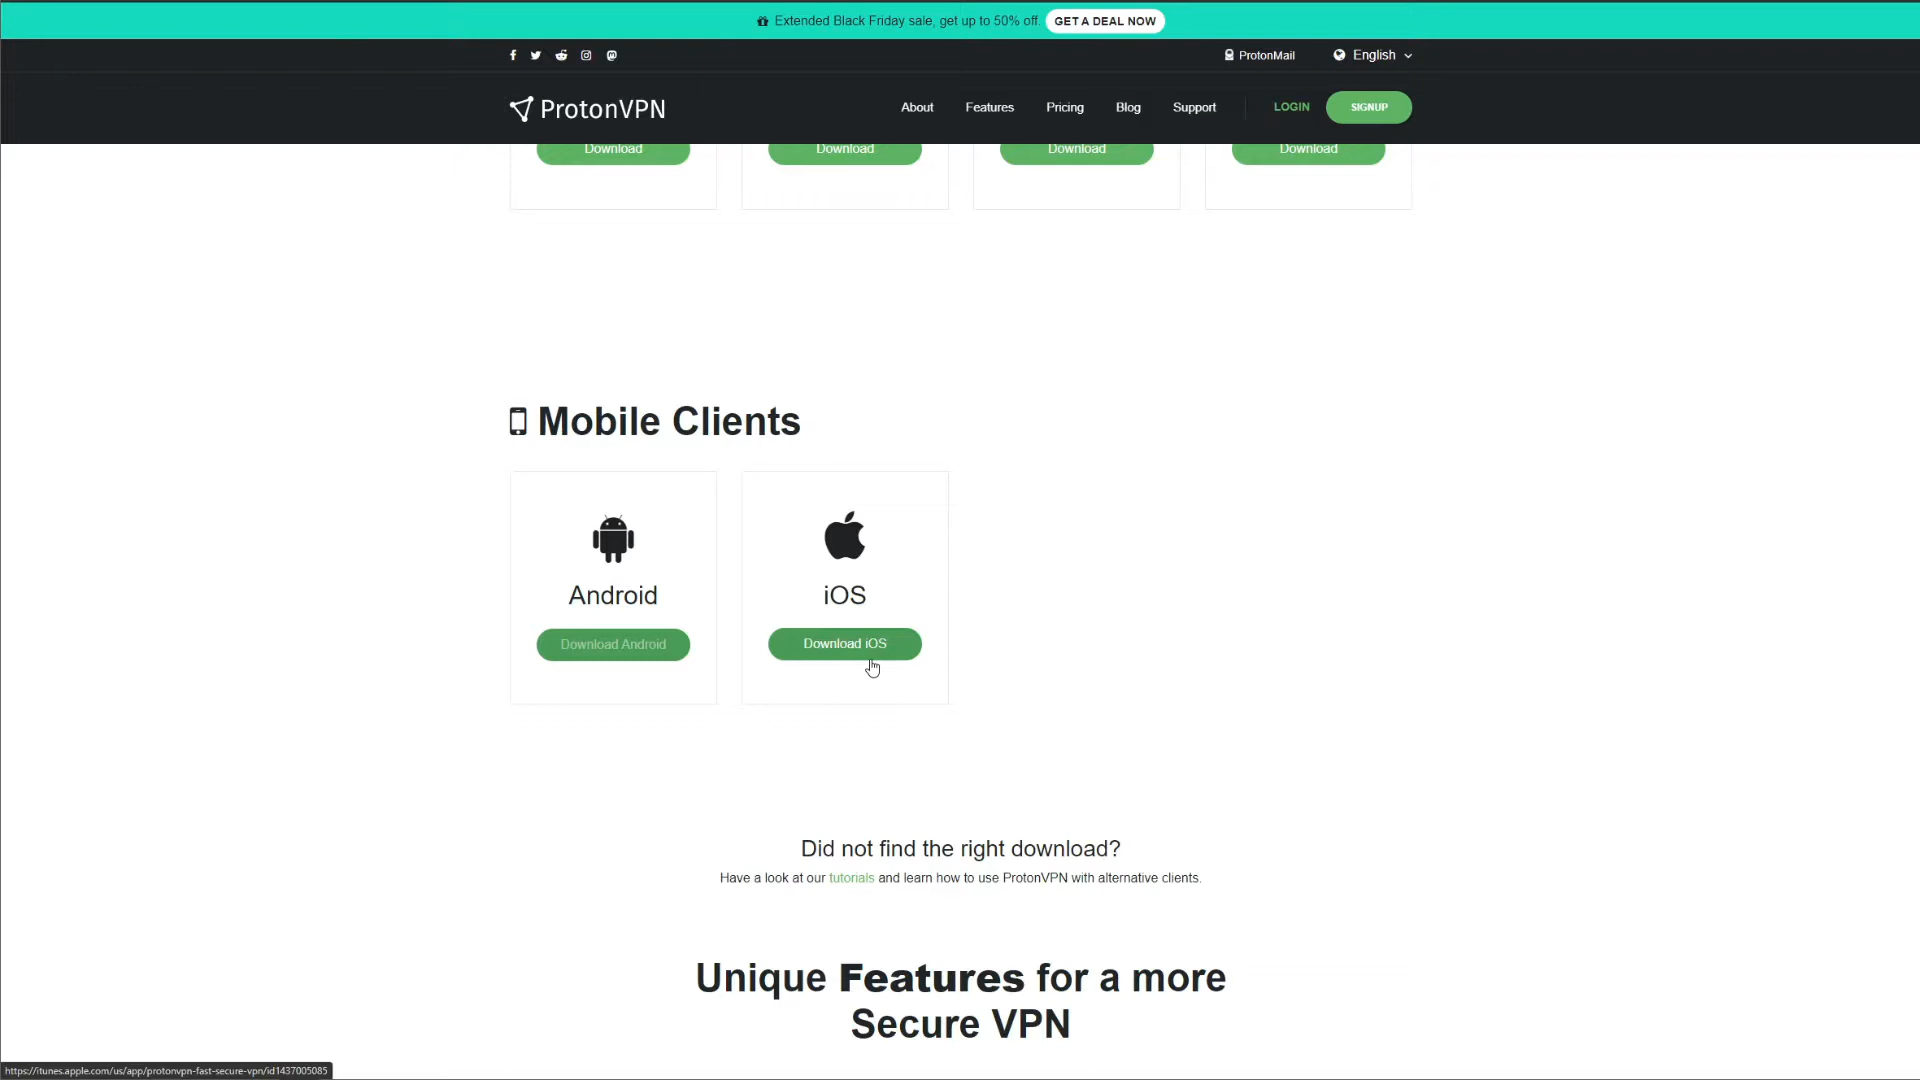 Extended Black Friday sale, get up to 50% off. GET A DEAL NOW
ProtonMail English
ProtonVPN About Features Pricing Blog Support LOGIN SIGNUP
Download Download Download Download
Mobile Clients
Android iOS
Download Android Download iOS
Did not find the right download?
Have a look at our tutorials and learn how to use ProtonVPN with alternative clients.
Unique Features for a more
Secure VPN
https://itunes.apple.com/us/app/protonvpn-fast-secure-vpn/id1437005085